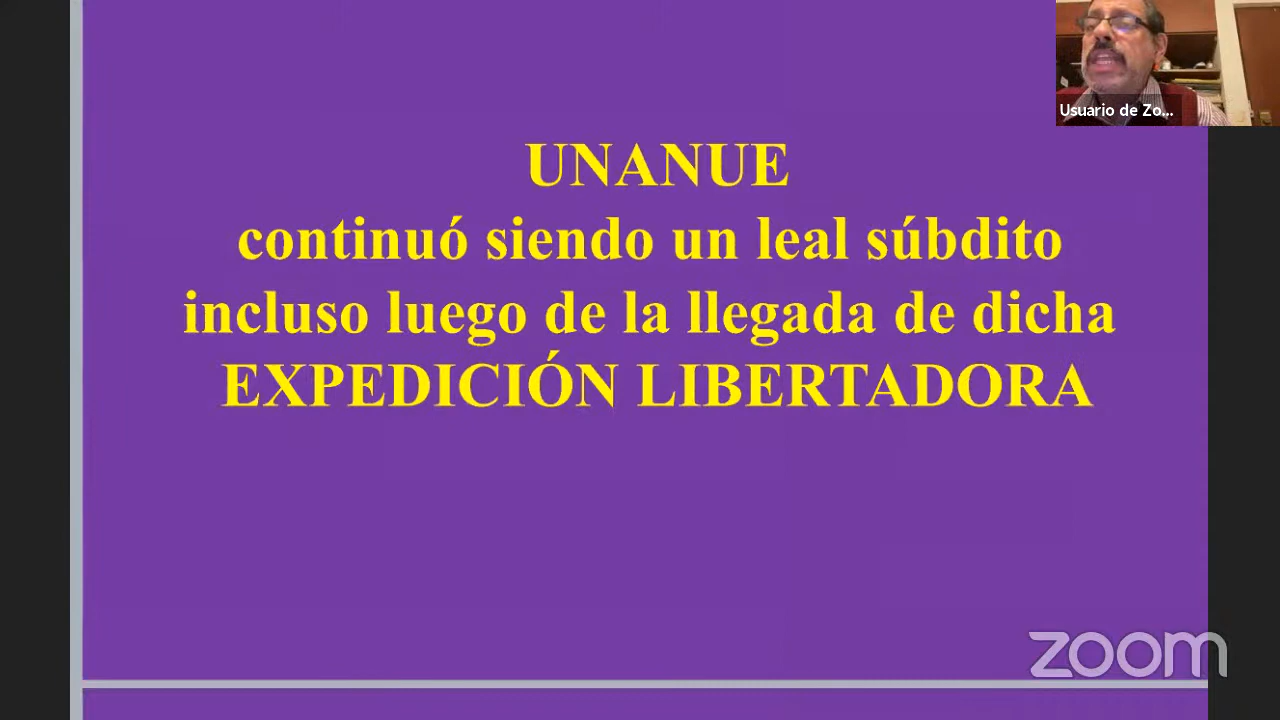 UNANUE
continuó siendo un leal súbdito
incluso luego de la llegada de dicha
EXPEDICIÓN LIBERTADORA
Usuario de Zo...
zoom